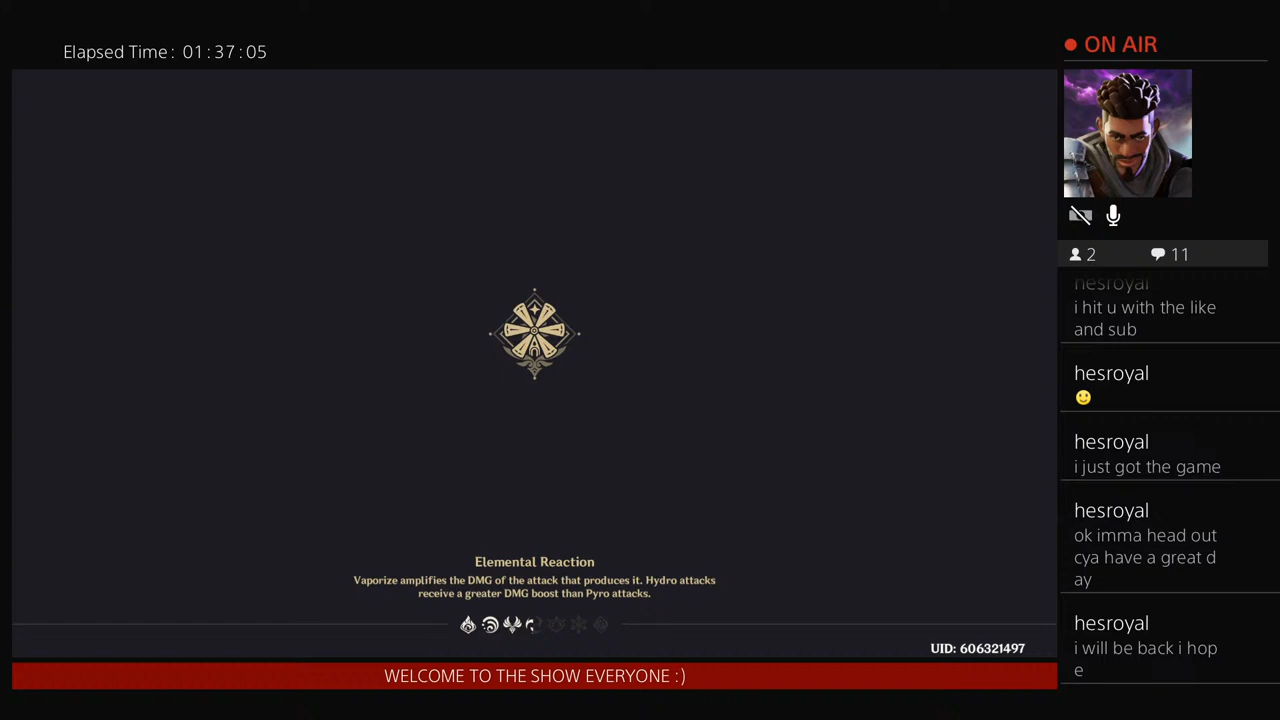 Elapsed Time: 01:37:05
ON AIR
2
11
hesroyal
i hit u with the like
and sub
hesroyal
hesroyal
i just got the game
hesroyal
ok imma head out
cya have a great d
ay
hesroyal
i will be back i hop
e
Elemental Reaction
Vaporize amplifies the DMG of the attack that produces it. Hydro attacks
receive a greater DMG boost than Pyro attacks.
UID: 606321497
WELCOME TO THE SHOW EVERYONE :)